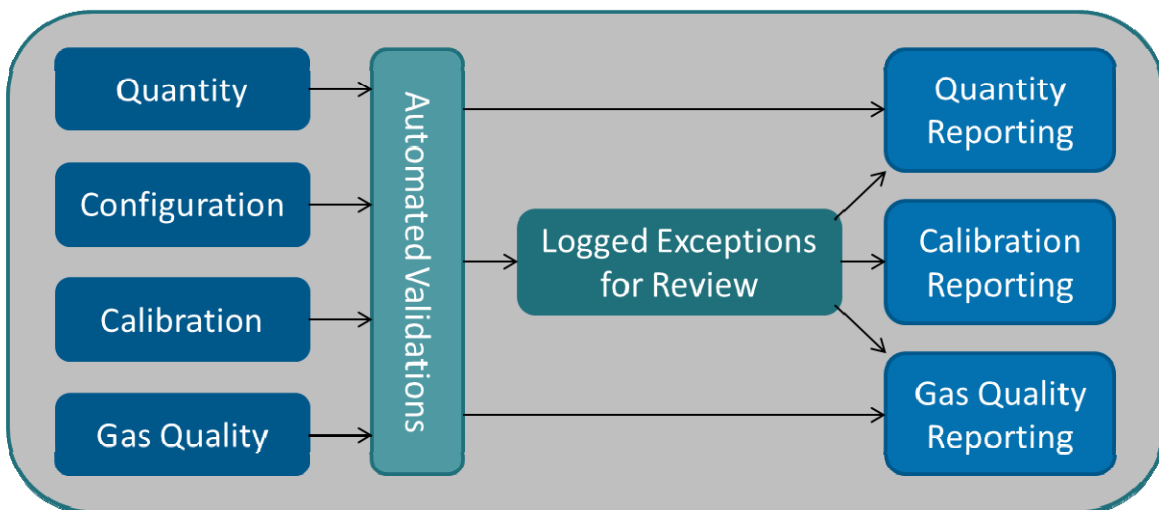 Quantity
Configuration
Calibration
Gas Quality
Automated Validations
Logged Exceptions
for Review
Quantity
Reporting
Calibration
Reporting
Gas Quality
Reporting